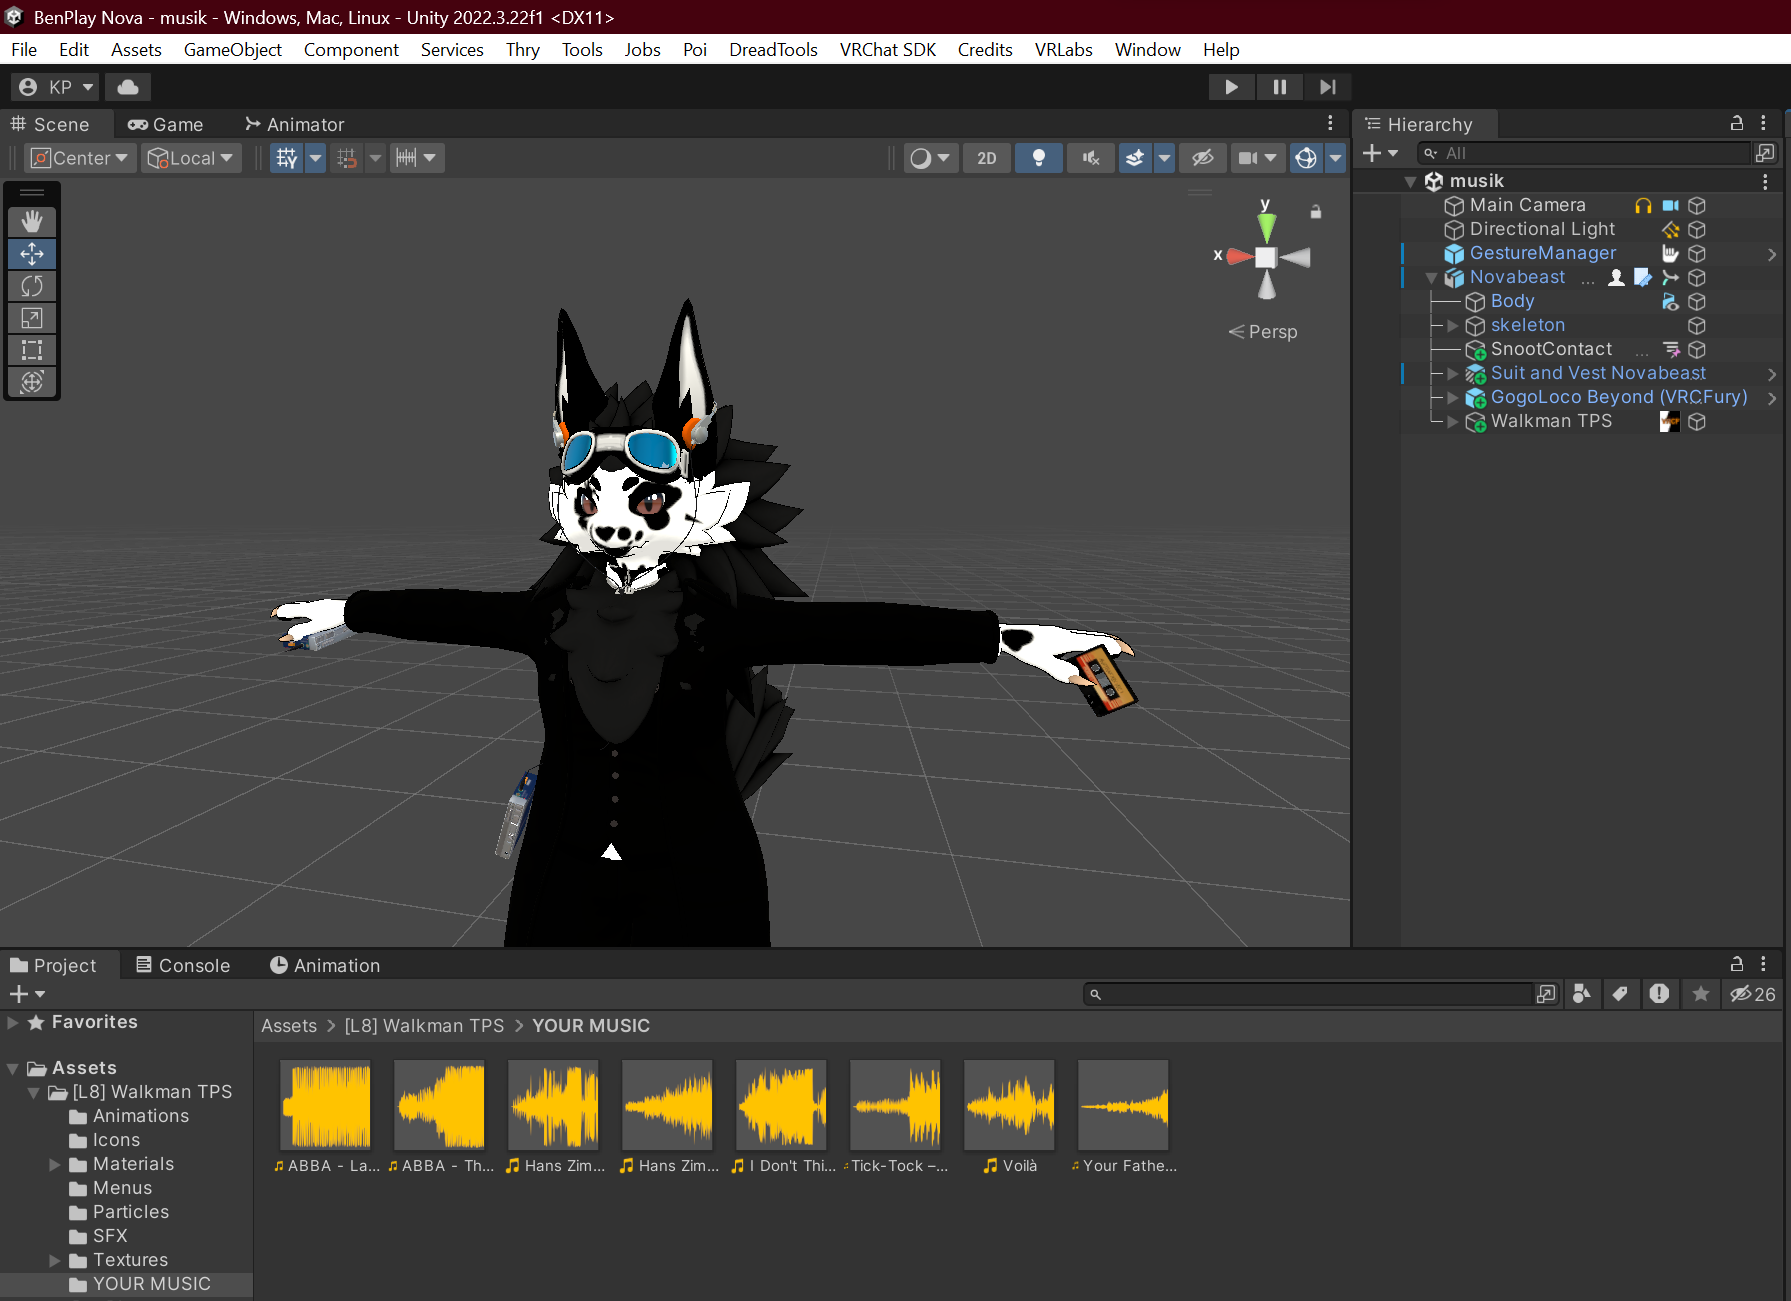 BenPlay Nova - musik - Windows, Mac, Linux - Unity 2022.3.22f1 <DX11>
File Edit Assets GameObject Component Services Thry Tools Jobs Poi DreadTools VRChat SDK Credits VRLabs Window Help
KP
Scene Game Animator
Center Local 2D
y
x
Persp
Hierarchy
All
musik
Main Camera
Directional Light
GestureManager
Novabeast ...
Body
skeleton
SnootContact ...
Suit and Vest Novabeast
GogoLoco Beyond (VRCFury)
Walkman TPS
Project Console Animation
26
Favorites
Assets
[L8] Walkman TPS
Animations
Icons
Materials
Menus
Particles
SFX
Textures
YOUR MUSIC
Assets > [L8] Walkman TPS > YOUR MUSIC
ABBA - La... ABBA - Th... Hans Zim... Hans Zim... I Don't Thi... Tick-Tock –... Voilà Your Fathe...